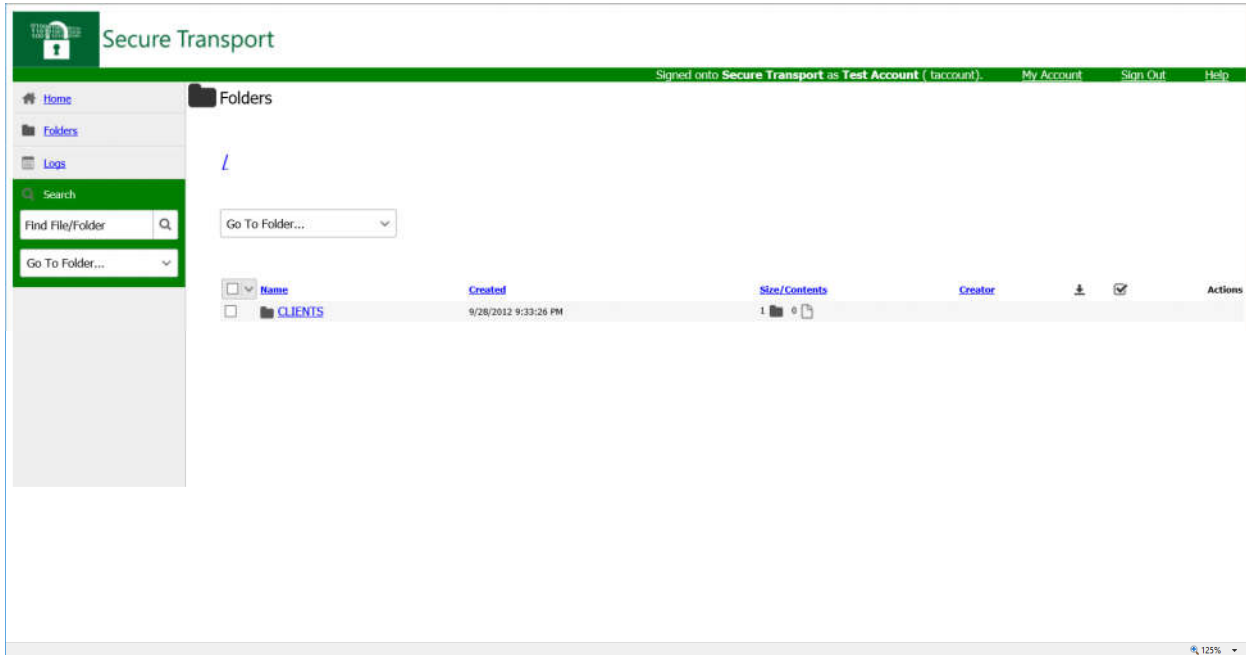 Secure Transport
Signed onto Secure Transport as Test Account ( taccount). My Account Sign Out Help
Home
Folders
Logs
Search
Find File/Folder
Go To Folder...
Folders
/
Go To Folder...
Name Created Size/Contents Creator Actions
CLIENTS 9/28/2012 9:33:26 PM 1 0
125%